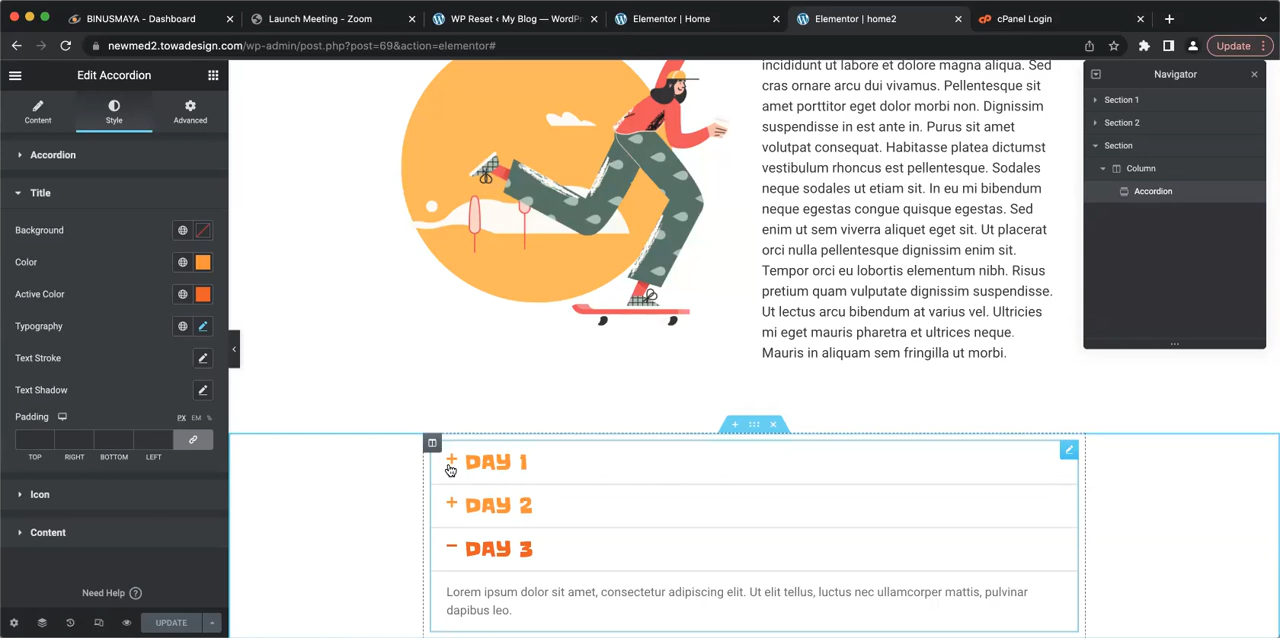 BINUSMAYA - Dashboard
Launch Meeting - Zoom
WP Reset ‹ My Blog — WordPr
Elementor | Home
Elementor | home2
cPanel Login
newmed2.towadesign.com/wp-admin/post.php?post=69&action=elementor#
Update
Edit Accordion
Content
Style
Advanced
Accordion
Title
Background
Color
Active Color
Typography
Text Stroke
Text Shadow
Padding
PX EM %
TOP RIGHT BOTTOM LEFT
Icon
Content
Need Help
UPDATE
incididunt ut labore et dolore magna aliqua. Sed
cras ornare arcu dui vivamus. Pellentesque sit
amet porttitor eget dolor morbi non. Dignissim
suspendisse in est ante in. Purus sit amet
volutpat consequat. Habitasse platea dictumst
vestibulum rhoncus est pellentesque. Sodales
neque sodales ut etiam sit. In eu mi bibendum
neque egestas congue quisque egestas. Sed
enim ut sem viverra aliquet eget sit. Ut placerat
orci nulla pellentesque dignissim enim sit.
Tempor orci eu lobortis elementum nibh. Risus
pretium quam vulputate dignissim suspendisse.
Ut lectus arcu bibendum at varius vel. Ultricies
mi eget mauris pharetra et ultrices neque.
Mauris in aliquam sem fringilla ut morbi.
Navigator
Section 1
Section 2
Section
Column
Accordion
+ DAY 1
+ DAY 2
− DAY 3
Lorem ipsum dolor sit amet, consectetur adipiscing elit. Ut elit tellus, luctus nec ullamcorper mattis, pulvinar
dapibus leo.